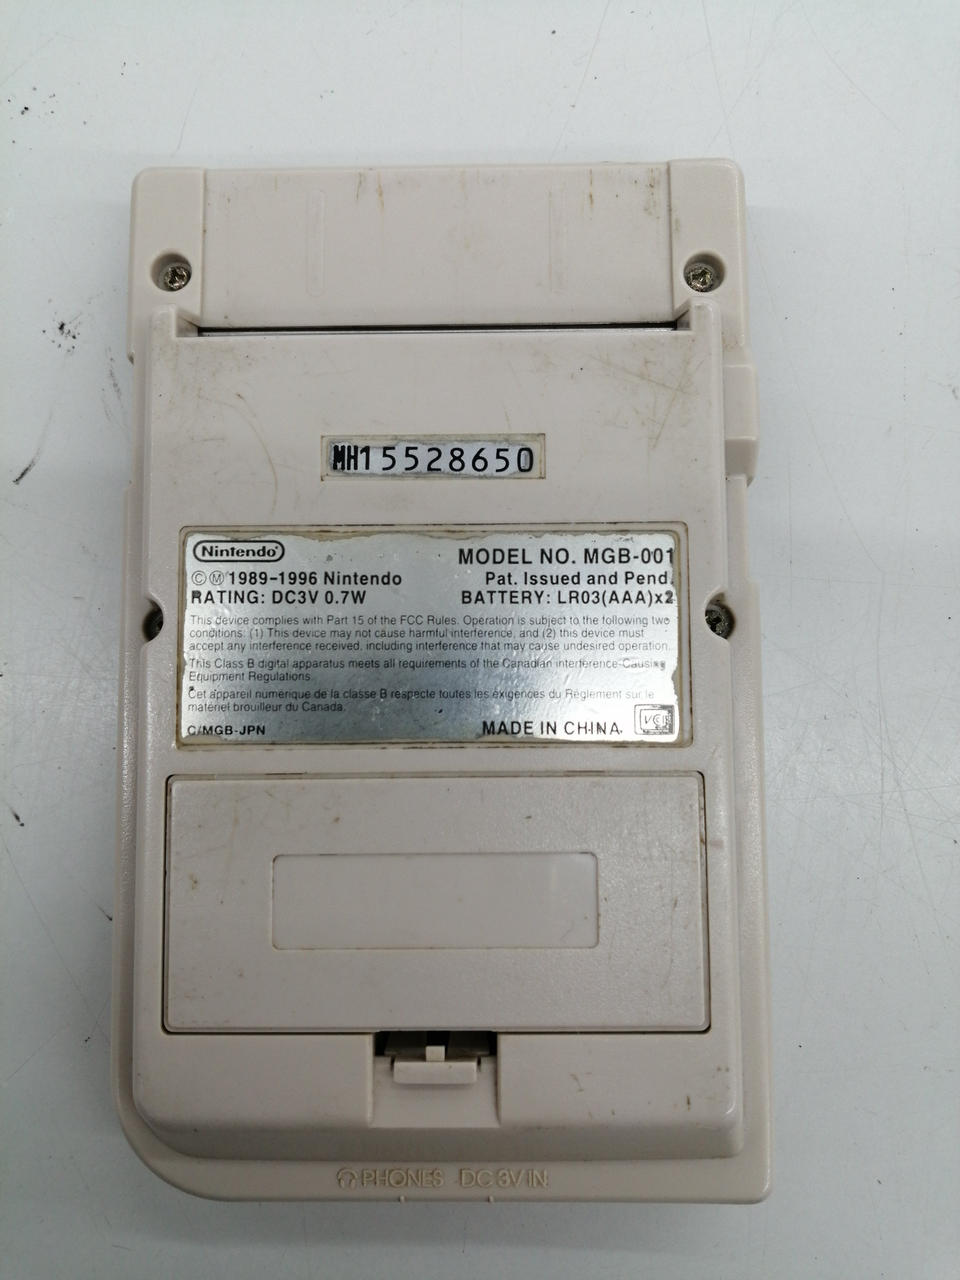 MH15528650
Nintendo
MODEL NO. MGB-001
©Ⓜ1989-1996 Nintendo
Pat. Issued and Pend.
RATING: DC3V 0.7W
BATTERY: LR03(AAA)x2
This device complies with Part 15 of the FCC Rules. Operation is subject to the following two
conditions: (1) This device may not cause harmful interference, and (2) this device must
accept any interference received, including interference that may cause undesired operation.
This Class B digital apparatus meets all requirements of the Canadian Interference-Causing
Equipment Regulations.
Cet appareil numérique de la classe B respecte toutes les exigences du Règlement sur le
matériel brouilleur du Canada.
C/MGB-JPN
MADE IN CHINA
VCI
PHONES DC 3V IN